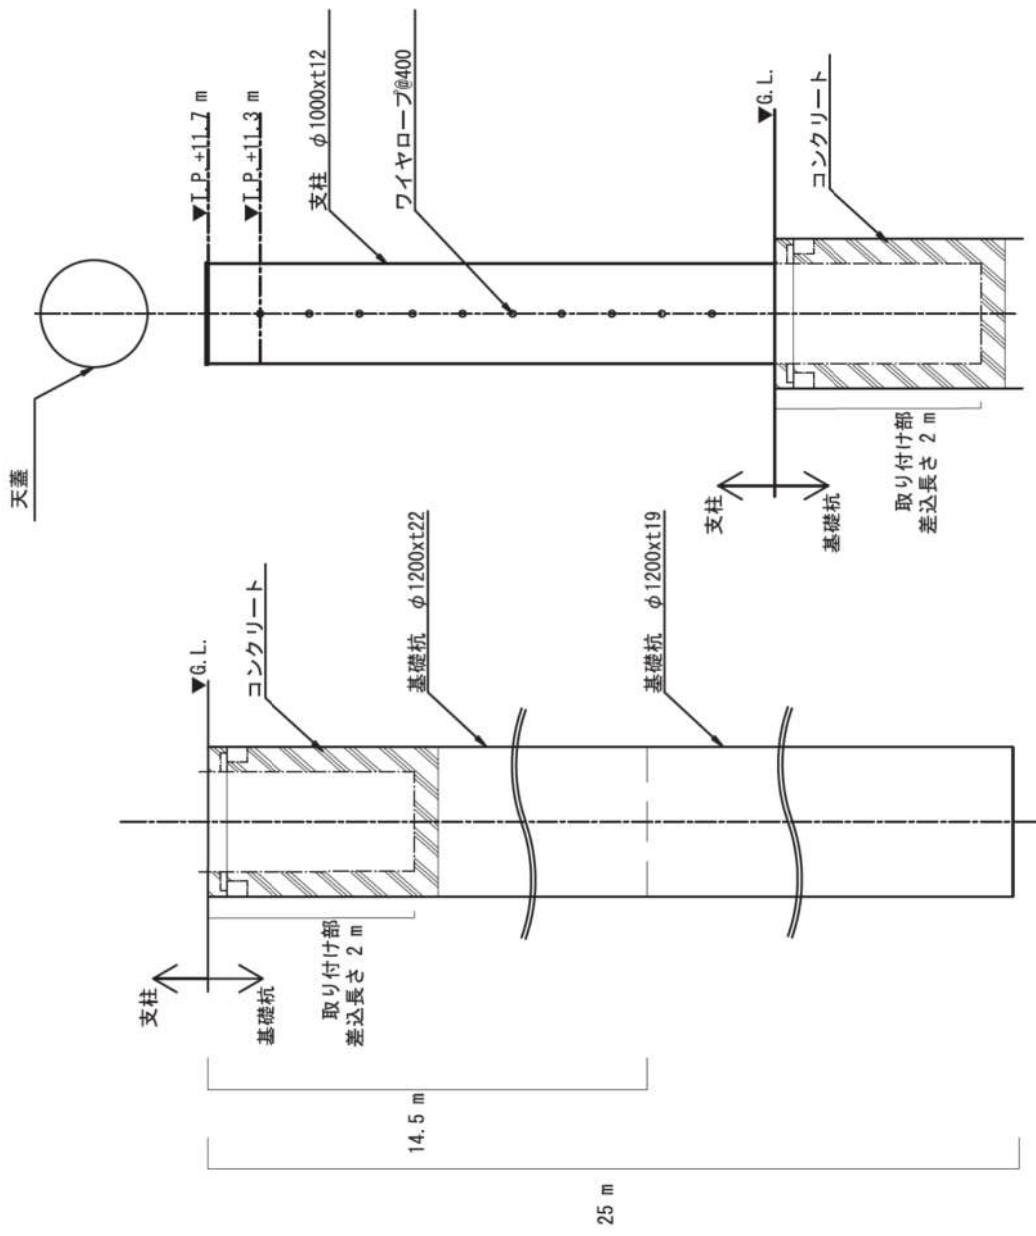 天蓋
▼T.P.+11.7 m
▼T.P.+11.3 m
支柱 φ1000xt12
ワイヤロープ@400
▼G.L.
コンクリート
支柱
基礎杭
取り付け部
差込長さ 2 m
▼G.L.
コンクリート
基礎杭 φ1200xt22
基礎杭 φ1200xt19
支柱
基礎杭
取り付け部
差込長さ 2 m
14.5 m
25 m